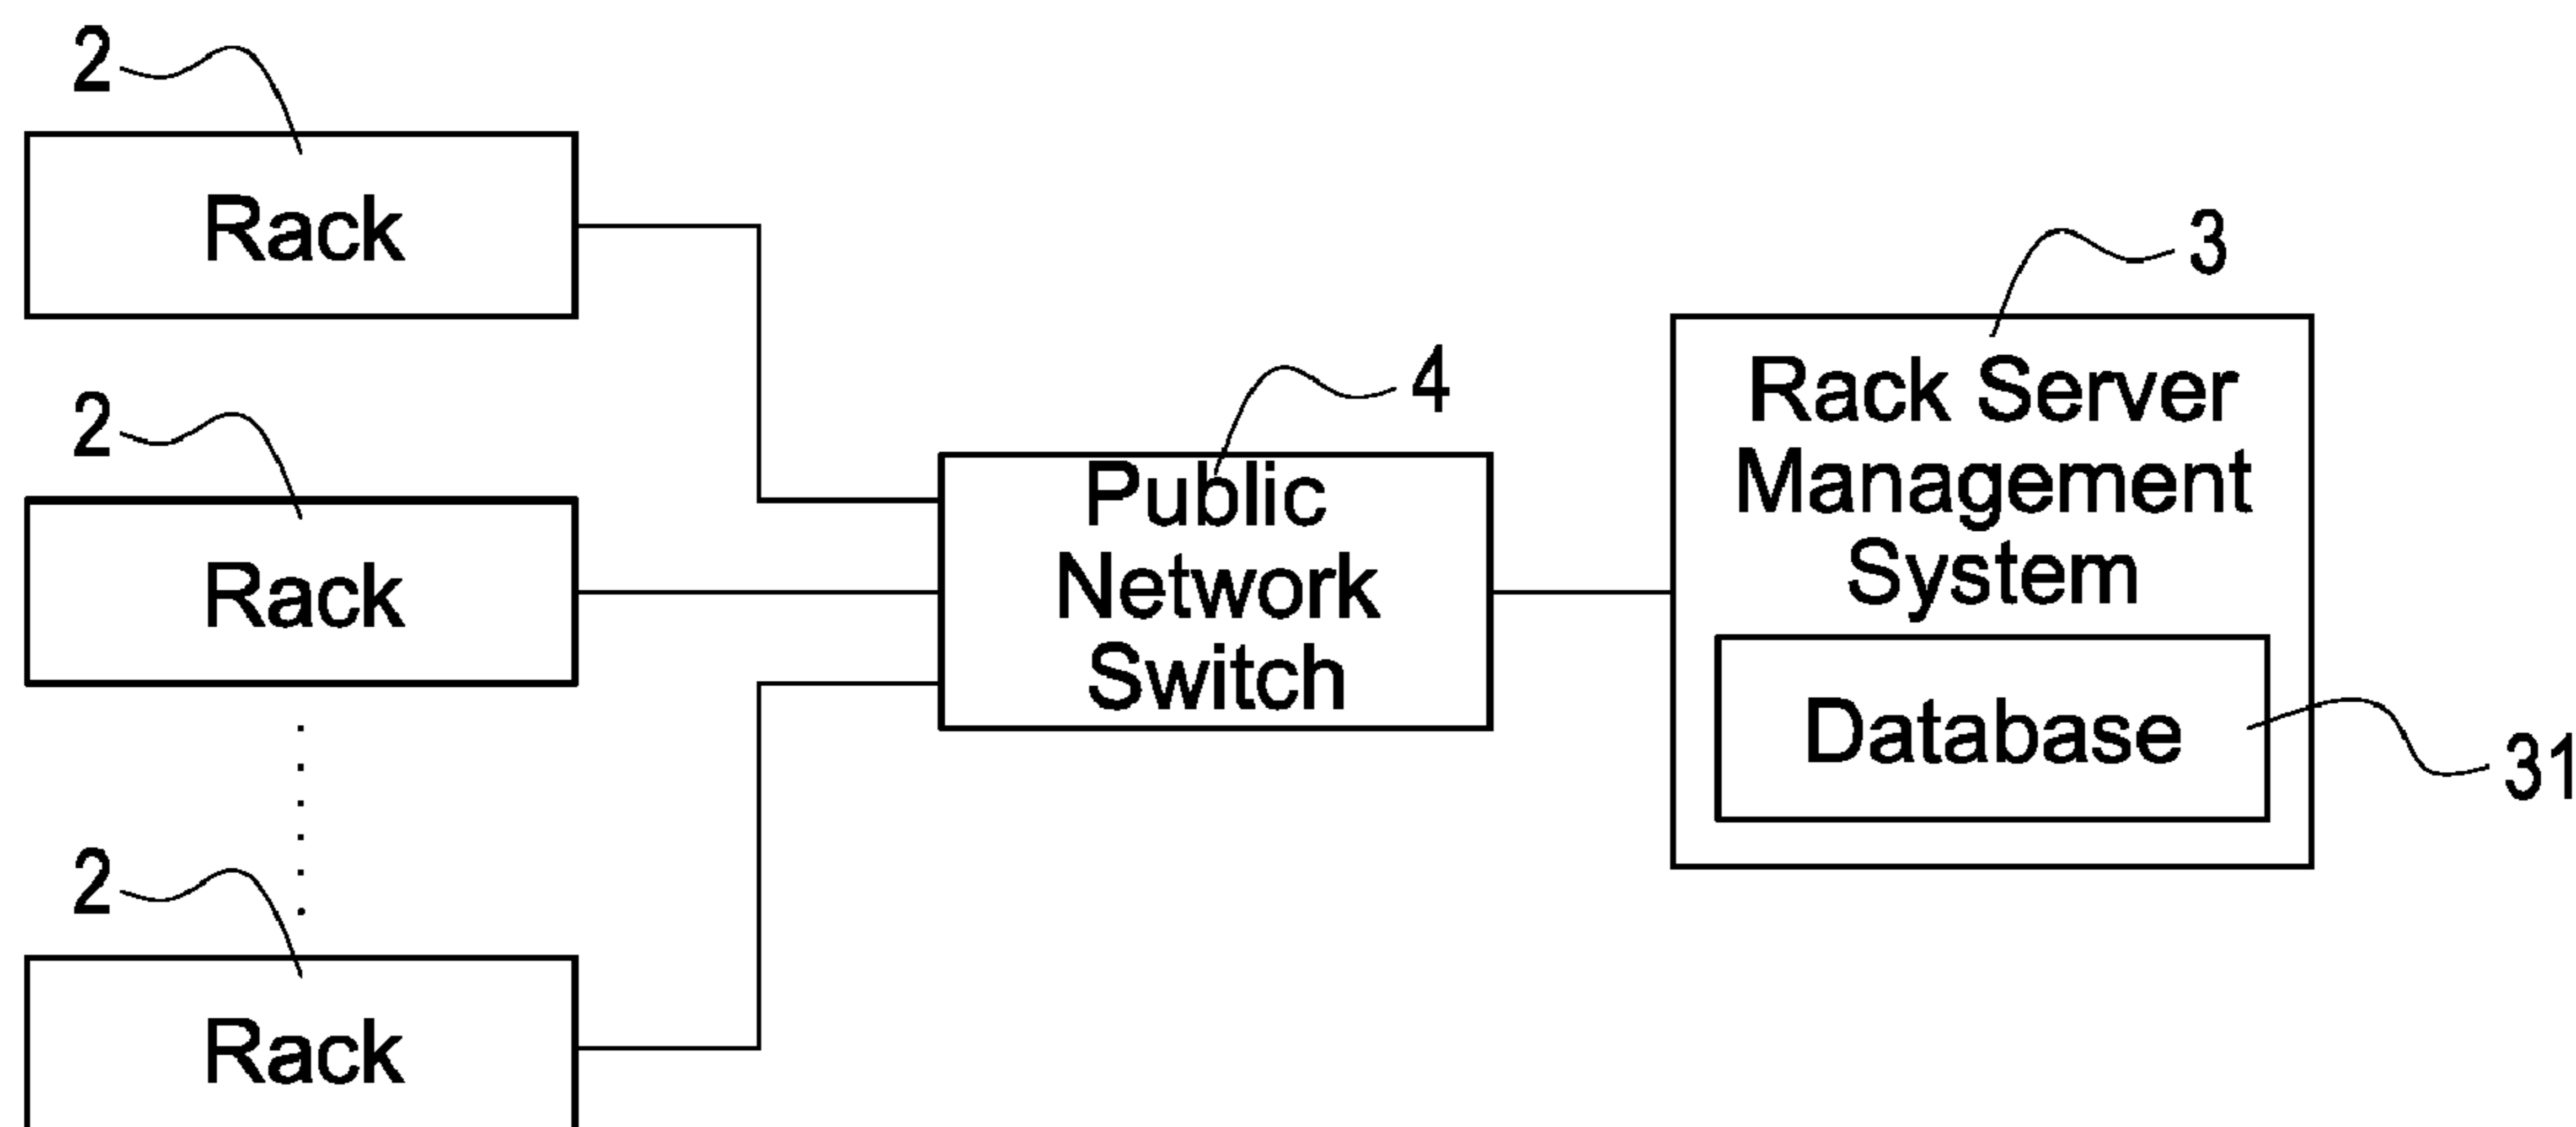 2
Rack
2
Rack
2
Rack
4
Public
Network
Switch
3
Rack Server
Management
System
Database
31